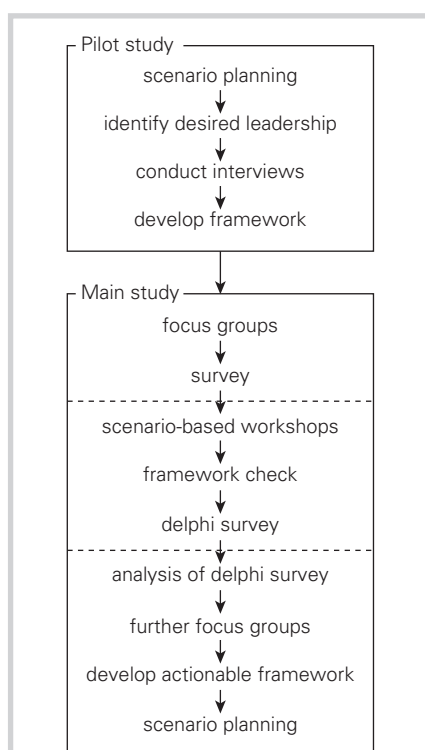 Pilot study
scenario planning
identify desired leadership
conduct interviews
develop framework
Main study
focus groups
survey
scenario-based workshops
framework check
delphi survey
analysis of delphi survey
further focus groups
develop actionable framework
scenario planning